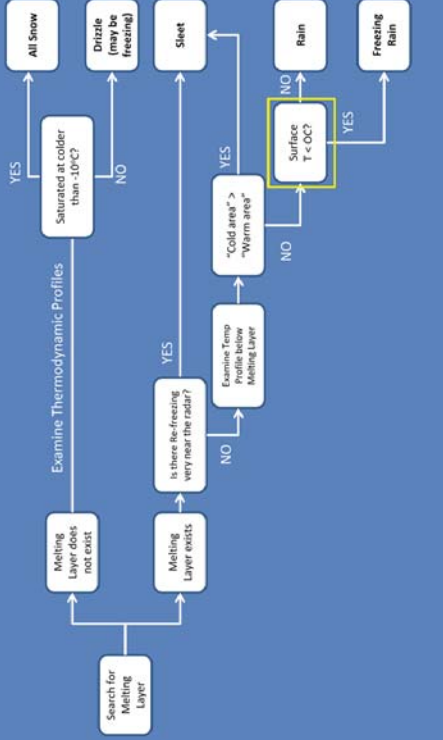 Search for
Melting
Layer
Melting
Layer does
not exist
Melting
Layer exists
Examine Thermodynamic Profiles
Saturated at colder
than -10°C?
YES
NO
All Snow
Drizzle
(may be
freezing)
Is there Re-freezing
very near the radar?
YES
NO
Sleet
Examine Temp
Profile below
Melting Layer
"Cold area" >
"Warm area"
YES
NO
Surface
T < OC?
NO
YES
Rain
Freezing
Rain